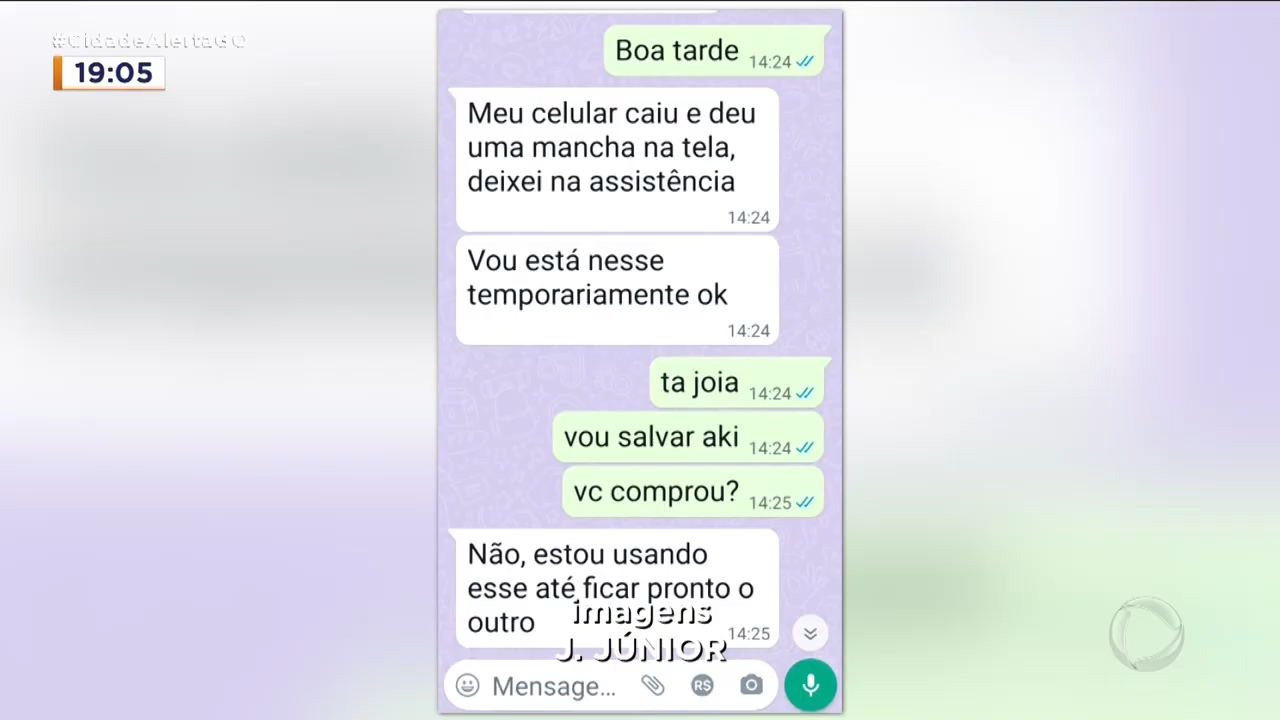 #CidadeAlertaGO
19:05
Boa tarde 14:24
Meu celular caiu e deu
uma mancha na tela,
deixei na assistência
14:24
Vou está nesse
temporariamente ok
14:24
ta joia 14:24
vou salvar aki 14:24
vc comprou? 14:25
Não, estou usando
esse até ficar pronto o
outro 14:25
imagens
J. JÚNIOR
Mensage... R$